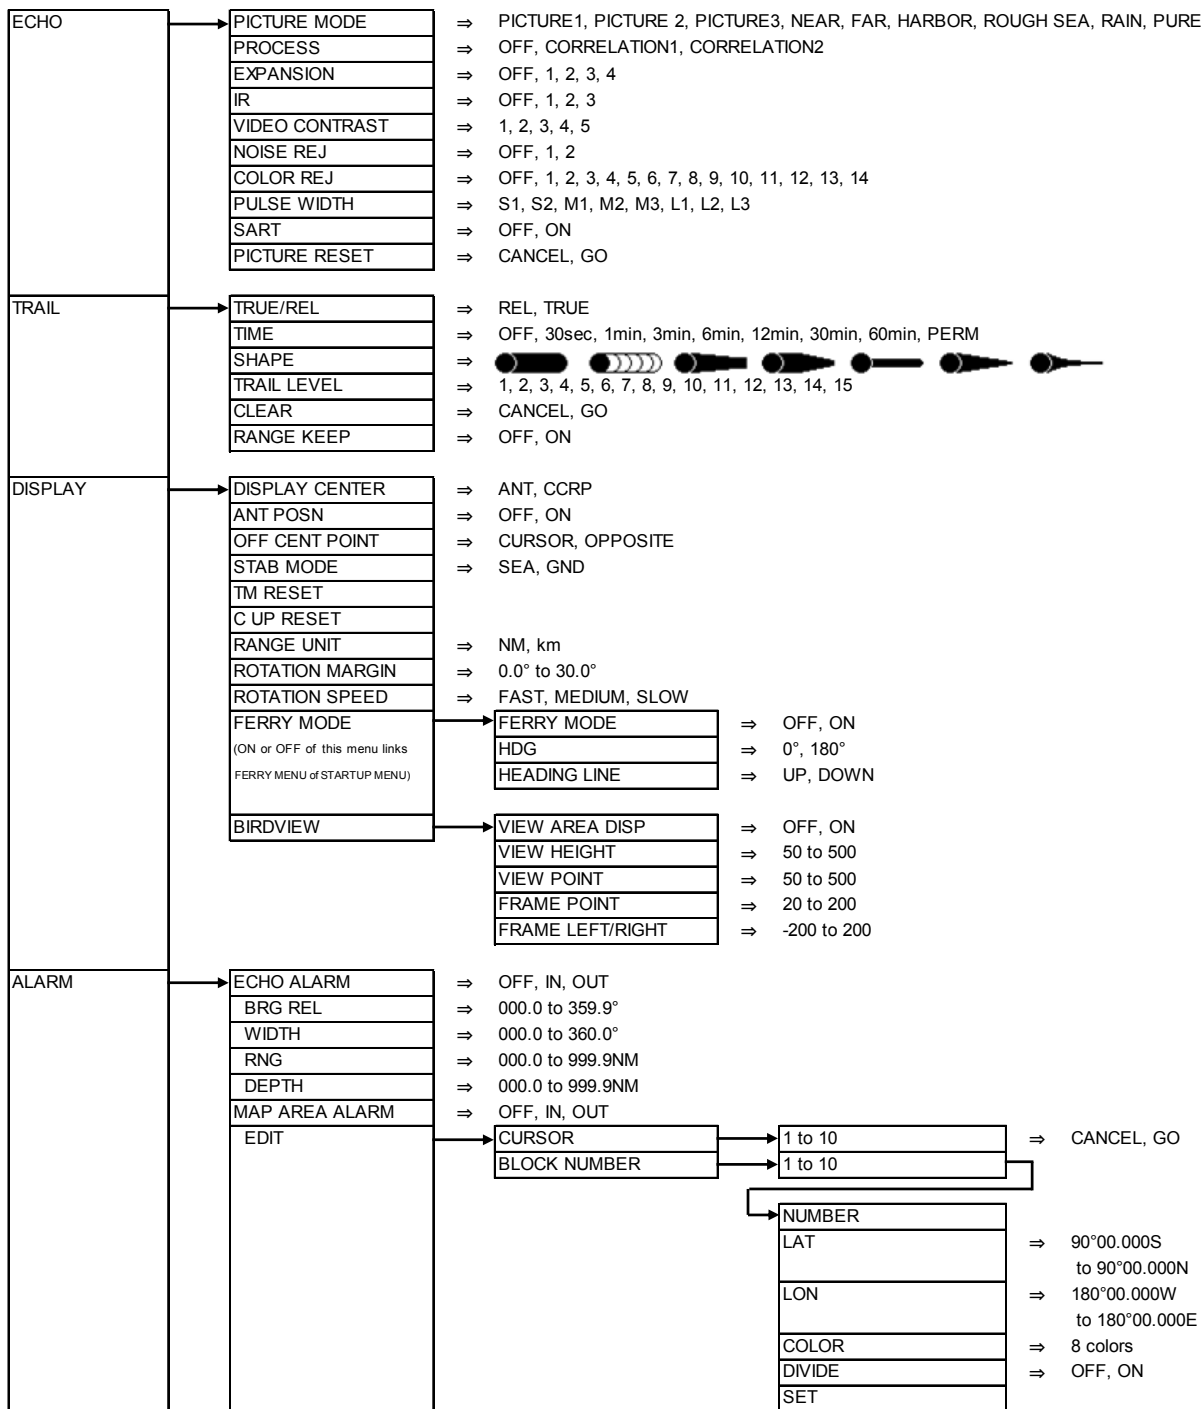 ECHO PICTURE MODE ⇒ PICTURE1, PICTURE 2, PICTURE3, NEAR, FAR, HARBOR, ROUGH SEA, RAIN, PURE
PROCESS ⇒ OFF, CORRELATION1, CORRELATION2
EXPANSION ⇒ OFF, 1, 2, 3, 4
IR ⇒ OFF, 1, 2, 3
VIDEO CONTRAST ⇒ 1, 2, 3, 4, 5
NOISE REJ ⇒ OFF, 1, 2
COLOR REJ ⇒ OFF, 1, 2, 3, 4, 5, 6, 7, 8, 9, 10, 11, 12, 13, 14
PULSE WIDTH ⇒ S1, S2, M1, M2, M3, L1, L2, L3
SART ⇒ OFF, ON
PICTURE RESET ⇒ CANCEL, GO
TRAIL TRUE/REL ⇒ REL, TRUE
TIME ⇒ OFF, 30sec, 1min, 3min, 6min, 12min, 30min, 60min, PERM
SHAPE ⇒
TRAIL LEVEL ⇒ 1, 2, 3, 4, 5, 6, 7, 8, 9, 10, 11, 12, 13, 14, 15
CLEAR ⇒ CANCEL, GO
RANGE KEEP ⇒ OFF, ON
DISPLAY DISPLAY CENTER ⇒ ANT, CCRP
ANT POSN ⇒ OFF, ON
OFF CENT POINT ⇒ CURSOR, OPPOSITE
STAB MODE ⇒ SEA, GND
TM RESET
C UP RESET
RANGE UNIT ⇒ NM, km
ROTATION MARGIN ⇒ 0.0° to 30.0°
ROTATION SPEED ⇒ FAST, MEDIUM, SLOW
FERRY MODE FERRY MODE ⇒ OFF, ON
(ON or OFF of this menu links HDG ⇒ 0°, 180°
FERRY MENU of STARTUP MENU) HEADING LINE ⇒ UP, DOWN
BIRDVIEW VIEW AREA DISP ⇒ OFF, ON
VIEW HEIGHT ⇒ 50 to 500
VIEW POINT ⇒ 50 to 500
FRAME POINT ⇒ 20 to 200
FRAME LEFT/RIGHT ⇒ -200 to 200
ALARM ECHO ALARM ⇒ OFF, IN, OUT
BRG REL ⇒ 000.0 to 359.9°
WIDTH ⇒ 000.0 to 360.0°
RNG ⇒ 000.0 to 999.9NM
DEPTH ⇒ 000.0 to 999.9NM
MAP AREA ALARM ⇒ OFF, IN, OUT
EDIT CURSOR 1 to 10 ⇒ CANCEL, GO
BLOCK NUMBER 1 to 10
NUMBER
LAT ⇒ 90°00.000S
to 90°00.000N
LON ⇒ 180°00.000W
to 180°00.000E
COLOR ⇒ 8 colors
DIVIDE ⇒ OFF, ON
SET